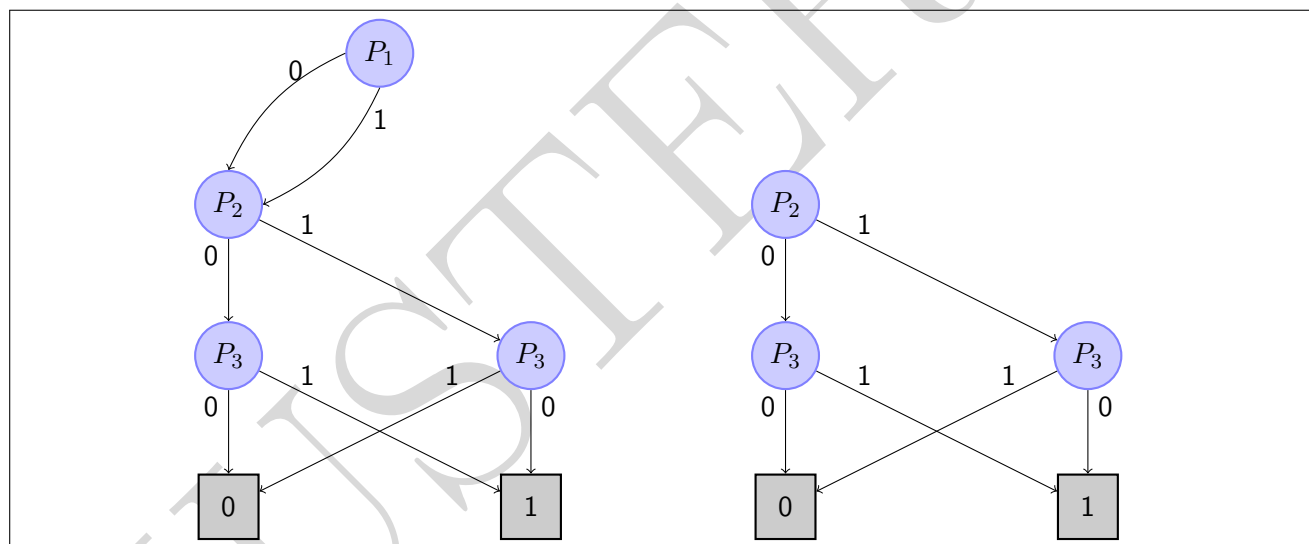 P₁
0
1
P₂ P₂
0 1 0 1
P₃ P₃ P₃ P₃
0 1 1 0 0 1 1 0
0 1 0 1